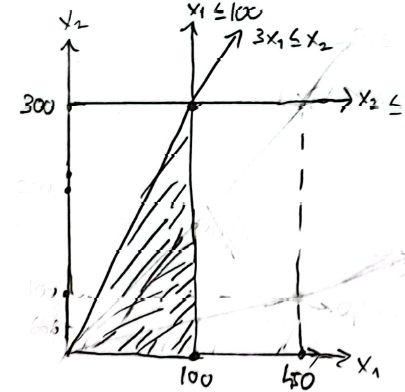 x₂
x₁ ≤ 100
3x₁ ≤ x₂
300
x₂ ≤
100
450
x₁